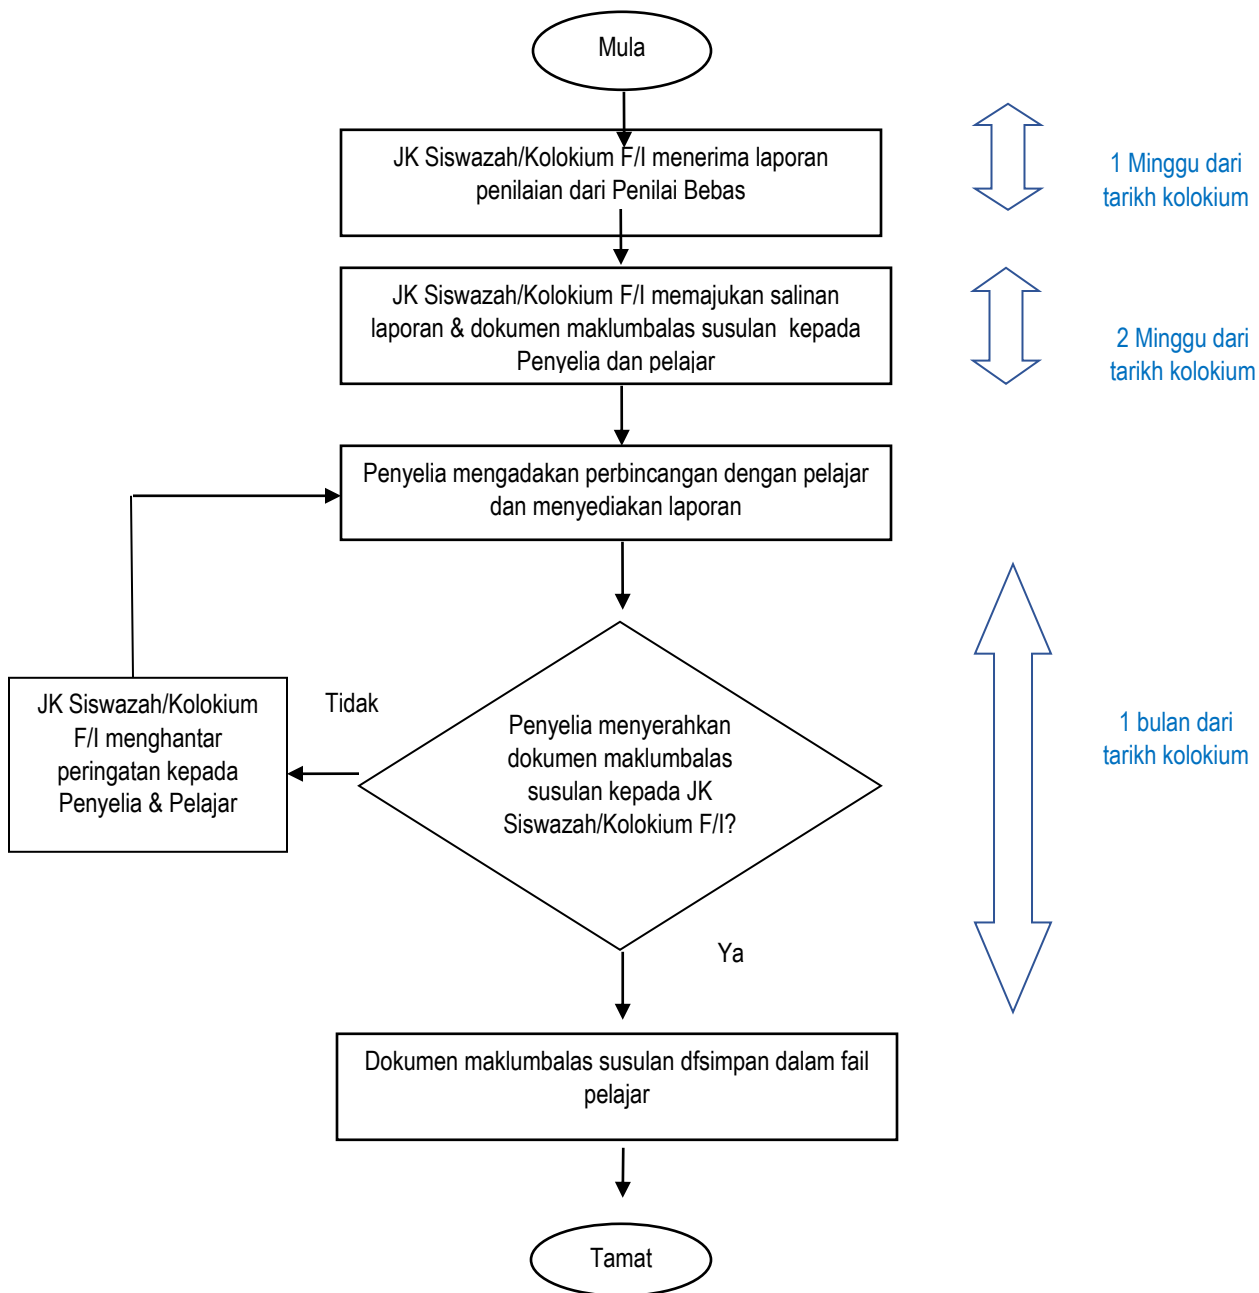 Mula
JK Siswazah/Kolokium F/I menerima laporan
penilaian dari Penilai Bebas
1 Minggu dari
tarikh kolokium
JK Siswazah/Kolokium F/I memajukan salinan
laporan & dokumen maklumbalas susulan kepada
Penyelia dan pelajar
2 Minggu dari
tarikh kolokium
Penyelia mengadakan perbincangan dengan pelajar
dan menyediakan laporan
JK Siswazah/Kolokium
F/I menghantar
peringatan kepada
Penyelia & Pelajar
Tidak
Penyelia menyerahkan
dokumen maklumbalas
susulan kepada JK
Siswazah/Kolokium F/I?
1 bulan dari
tarikh kolokium
Ya
Dokumen maklumbalas susulan dfsimpan dalam fail
pelajar
Tamat